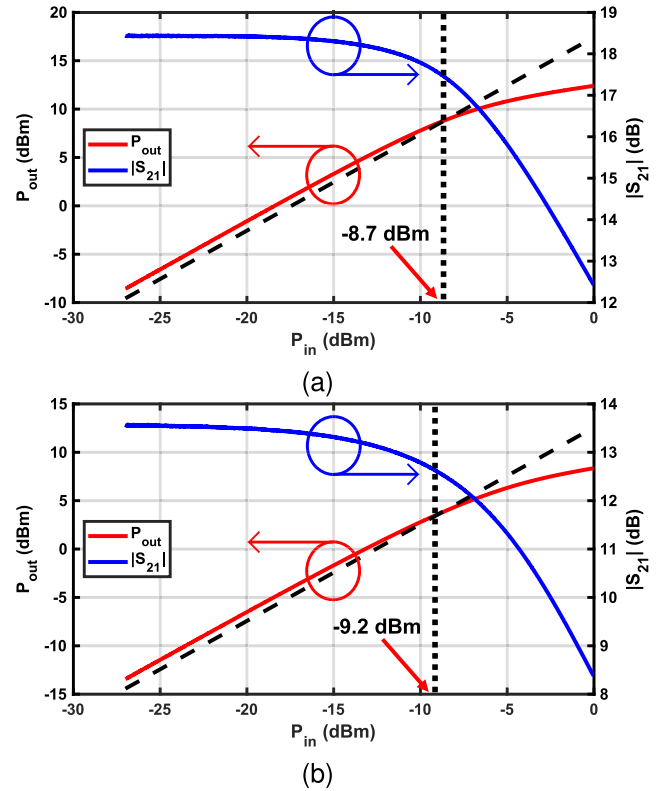 20
15
10
5
0
-5
-10
P_out (dBm)
19
18
17
16
15
14
13
12
|S_21| (dB)
P_out
|S_21|
-8.7 dBm
-30 -25 -20 -15 -10 -5 0
P_in (dBm)
(a)
15
10
5
0
-5
-10
-15
P_out (dBm)
14
13
12
11
10
9
8
|S_21| (dB)
P_out
|S_21|
-9.2 dBm
-30 -25 -20 -15 -10 -5 0
P_in (dBm)
(b)